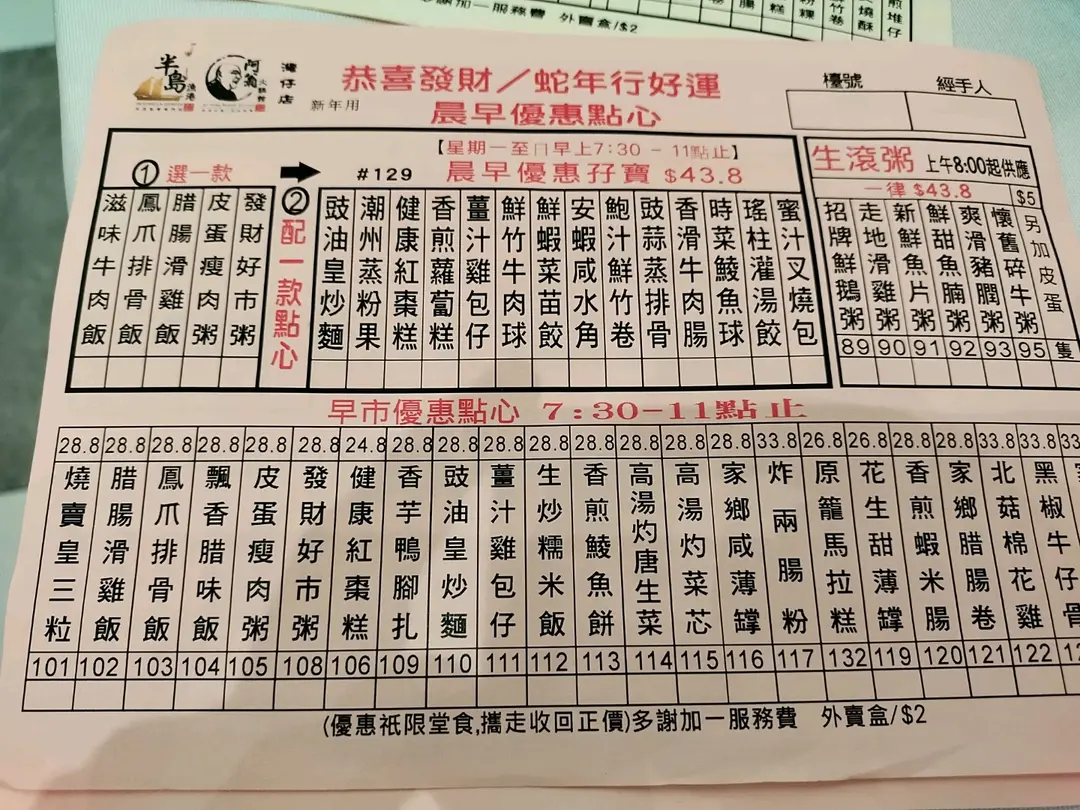 謝加一服務費 外賣盒/$2
半島
漁港
阿翁
灣仔店
新年用
恭喜發財/蛇年行好運
晨早優惠點心
檯號
經手人
【星期一至日早上7:30 - 11點止】
#129 晨早優惠孖寶 $43.8
① 選一款
滋味牛肉飯
鳳爪排骨飯
腊腸滑雞飯
皮蛋瘦肉粥
發財好市粥
② 配一款點心
豉油皇炒麵
潮州蒸粉果
健康紅棗糕
香煎蘿蔔糕
薑汁雞包仔
鮮竹牛肉球
鮮蝦菜苗餃
安蝦咸水角
鮑汁鮮竹卷
豉蒜蒸排骨
香滑牛肉腸
時菜鯪魚球
瑤柱灌湯餃
蜜汁叉燒包
生滾粥 上午8:00起供應
一律 $43.8
$5
招牌鮮鵝粥
走地滑雞粥
新鮮魚片粥
鮮甜魚腩粥
爽滑豬潤粥
懷舊碎牛粥
另加皮蛋
89 90 91 92 93 95 隻
早市優惠點心 7:30-11點止
28.8 28.8 28.8 28.8 28.8 28.8 24.8 28.8 28.8 28.8 28.8 28.8 28.8 28.8 28.8 33.8 26.8 26.8 28.8 28.8 33.8
燒賣皇三粒
腊腸滑雞飯
鳳爪排骨飯
飄香腊味飯
皮蛋瘦肉粥
發財好市粥
健康紅棗糕
香芋鴨腳扎
豉油皇炒麵
薑汁雞包仔
生炒糯米飯
香煎鯪魚餅
高湯灼唐生菜
高湯灼菜芯
家鄉咸薄罉
炸兩腸粉
原籠馬拉糕
花生甜薄罉
香煎蝦米腸
家鄉腊腸卷
北菇棉花雞
黑椒牛仔骨
101 102 103 104 105 108 106 109 110 111 112 113 114 115 116 117 132 119 120 121 122
(優惠祇限堂食,攜走收回正價)多謝加一服務費 外賣盒/$2